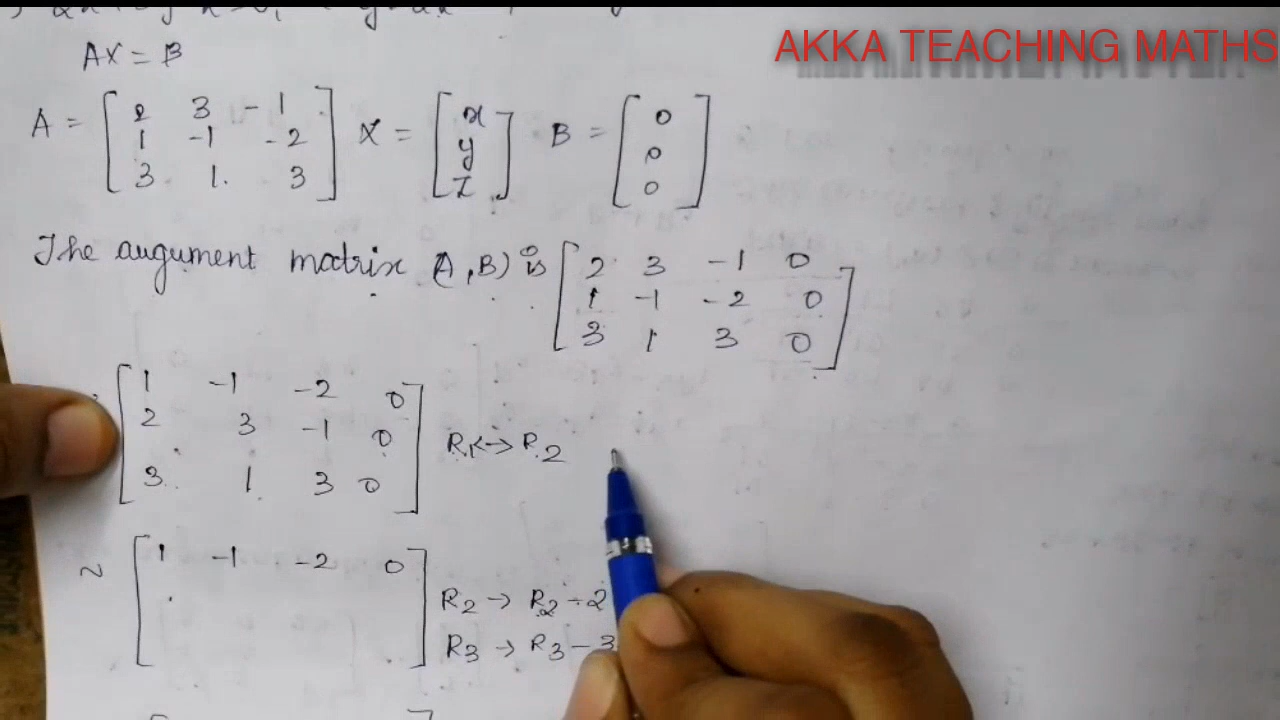 AKKA TEACHING MATHS
AX = B
A = [ 2 3 -1 X = [ x B = [ 0
1 -1 -2 y 0
3 1 3 ] z ] 0 ]
The augument matrix (A, B) is [ 2 3 -1 0
1 -1 -2 0
3 1 3 0 ]
[ 1 -1 -2 0
2 3 -1 0 R1 <-> R2
3 1 3 0 ]
~ [ 1 -1 -2 0 ]
R2 → R2 - 2
R3 → R3 - 3